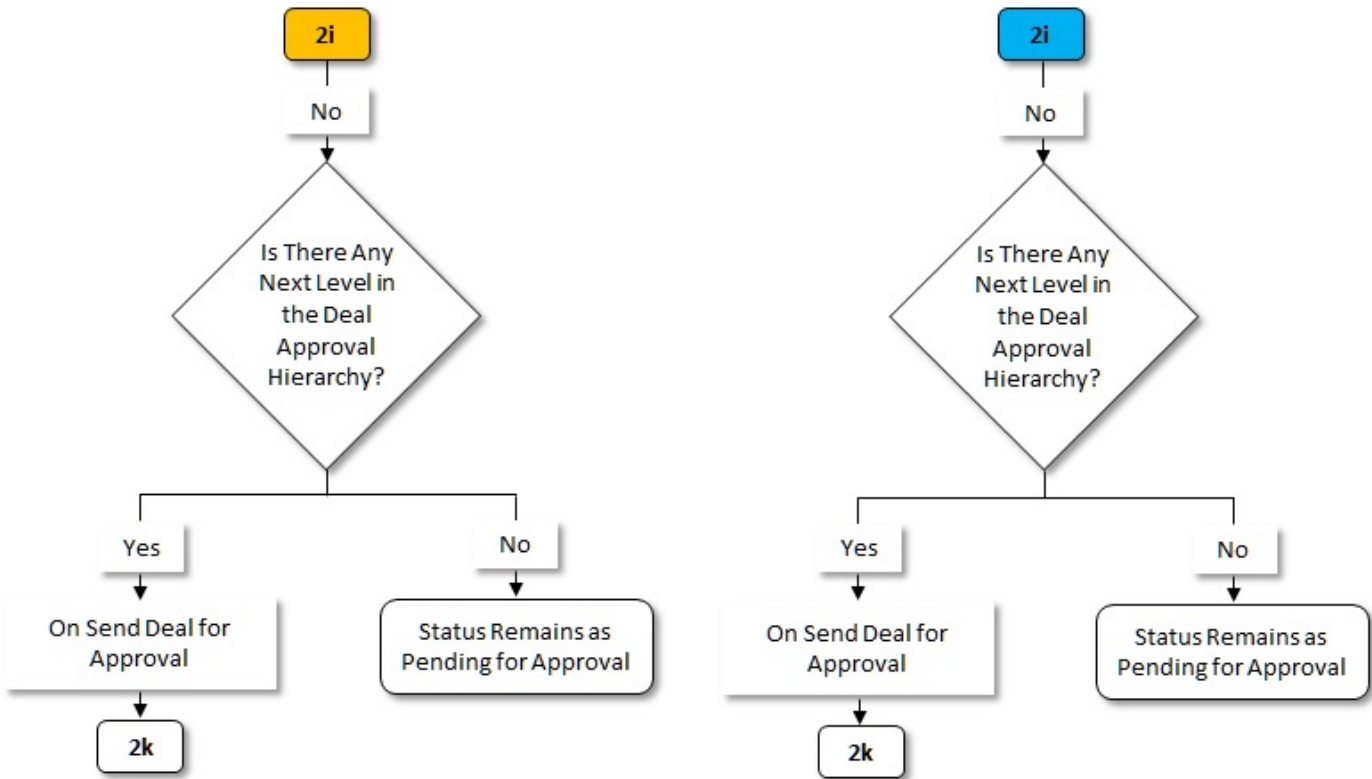 2i
No
Is There Any
Next Level in
the Deal
Approval
Hierarchy?
Yes
No
On Send Deal for
Approval
Status Remains as
Pending for Approval
2k
2i
No
Is There Any
Next Level in
the Deal
Approval
Hierarchy?
Yes
No
On Send Deal for
Approval
Status Remains as
Pending for Approval
2k